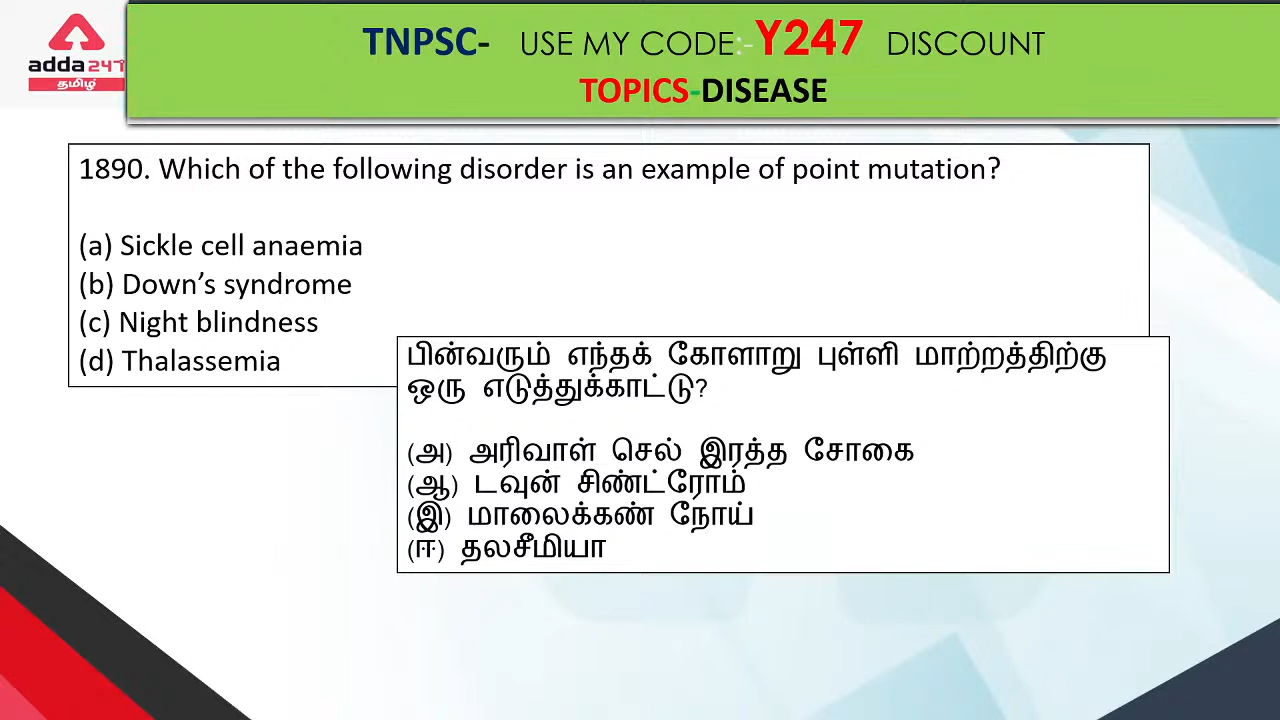 adda247
தமிழ்
TNPSC- USE MY CODE:-Y247 DISCOUNT
TOPICS-DISEASE
1890. Which of the following disorder is an example of point mutation?
(a) Sickle cell anaemia
(b) Down’s syndrome
(c) Night blindness
(d) Thalassemia
பின்வரும் எந்தக் கோளாறு புள்ளி மாற்றத்திற்கு
ஒரு எடுத்துக்காட்டு?
(அ) அரிவாள் செல் இரத்த சோகை
(ஆ) டவுன் சிண்ட்ரோம்
(இ) மாலைக்கண் நோய்
(ஈ) தலசீமியா